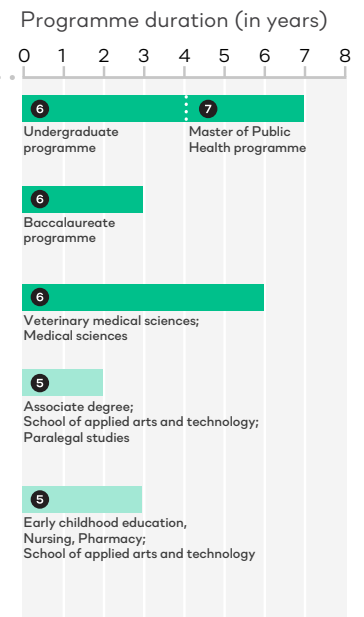 Programme duration (in years)
0 1 2 3 4 5 6 7 8
6 7
Undergraduate programme
Master of Public Health programme
6
Baccalaureate
programme
6
Veterinary medical sciences;
Medical sciences
5
Associate degree;
School of applied arts and technology;
Paralegal studies
5
Early childhood education,
Nursing, Pharmacy;
School of applied arts and technology